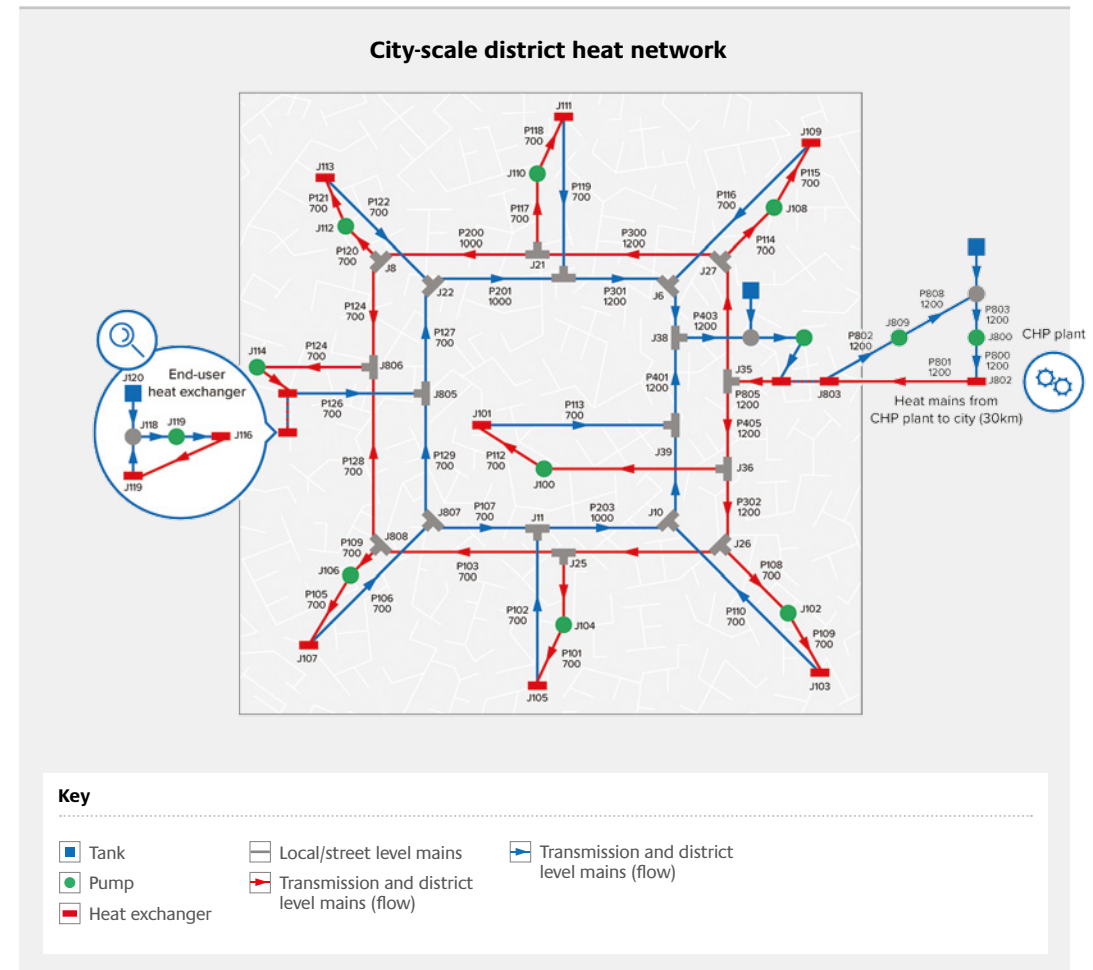 City-scale district heat network
J111
P118
700
J109
J110
P115
700
J113
P119
700
P116
700
P121
700
P122
700
J108
J112
P117
700
P114
700
P120
700
P200
1000
P300
1200
J8
J21
J27
J22
P201
1000
P301
1200
J6
P808
1200
P403
1200
P803
1200
J809
P124
700
P127
700
J38
P802
1200
J800
CHP plant
J114
P124
700
J806
P801
1200
P800
1200
J120
End-user
heat exchanger
P401
1200
J35
P805
1200
J803
J802
P126
700
J805
Heat mains from
CHP plant to city (30km)
J101
P113
700
P405
1200
J118
J119
J116
J39
P129
700
P112
700
J36
P128
700
J100
J119
P302
1200
J807
P107
700
J11
P203
1000
J10
J808
J26
P109
700
J106
P103
700
J25
P108
700
P105
700
P106
700
P102
700
J104
P110
700
J102
P101
700
P109
700
J107
J105
J103
Key
Tank
Local/street level mains
Transmission and district
level mains (flow)
Pump
Transmission and district
level mains (flow)
Heat exchanger